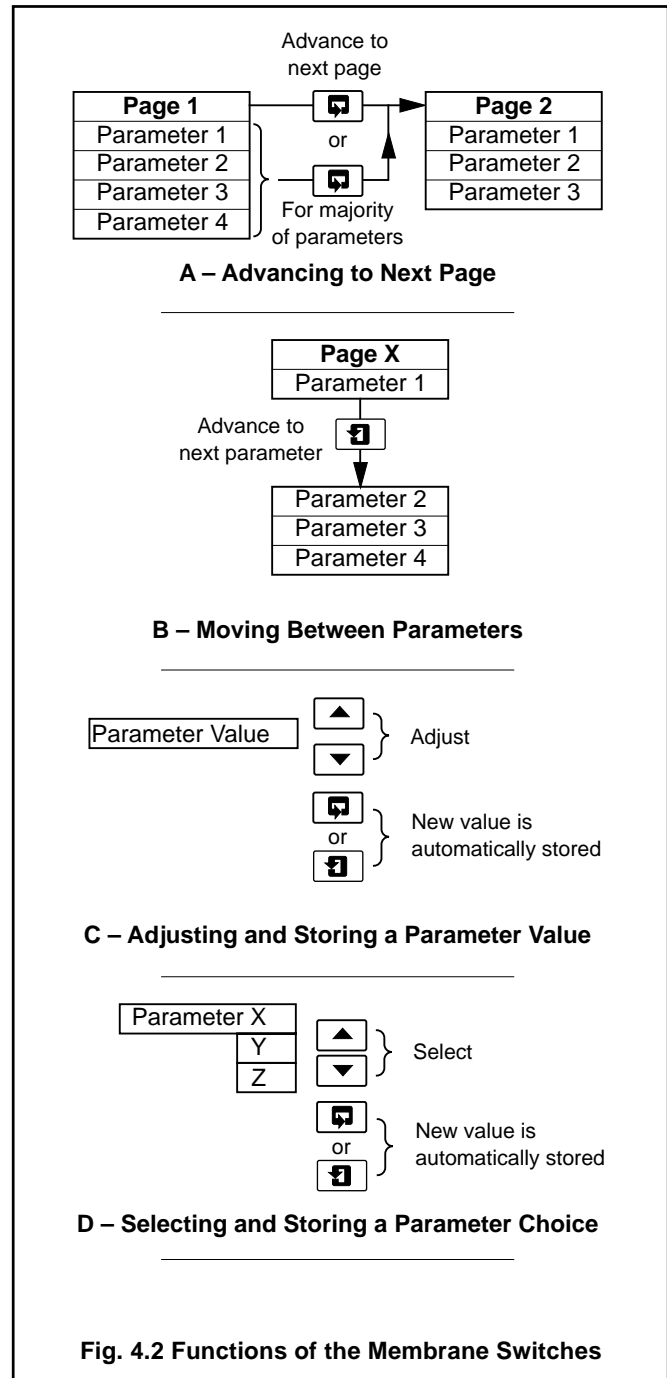 Advance to
next page
Page 1
Parameter 1
Parameter 2
Parameter 3
Parameter 4
or
For majority
of parameters
Page 2
Parameter 1
Parameter 2
Parameter 3
A – Advancing to Next Page
Page X
Parameter 1
Advance to
next parameter
Parameter 2
Parameter 3
Parameter 4
B – Moving Between Parameters
Parameter Value
Adjust
or
New value is
automatically stored
C – Adjusting and Storing a Parameter Value
Parameter X
Y
Z
Select
or
New value is
automatically stored
D – Selecting and Storing a Parameter Choice
Fig. 4.2 Functions of the Membrane Switches